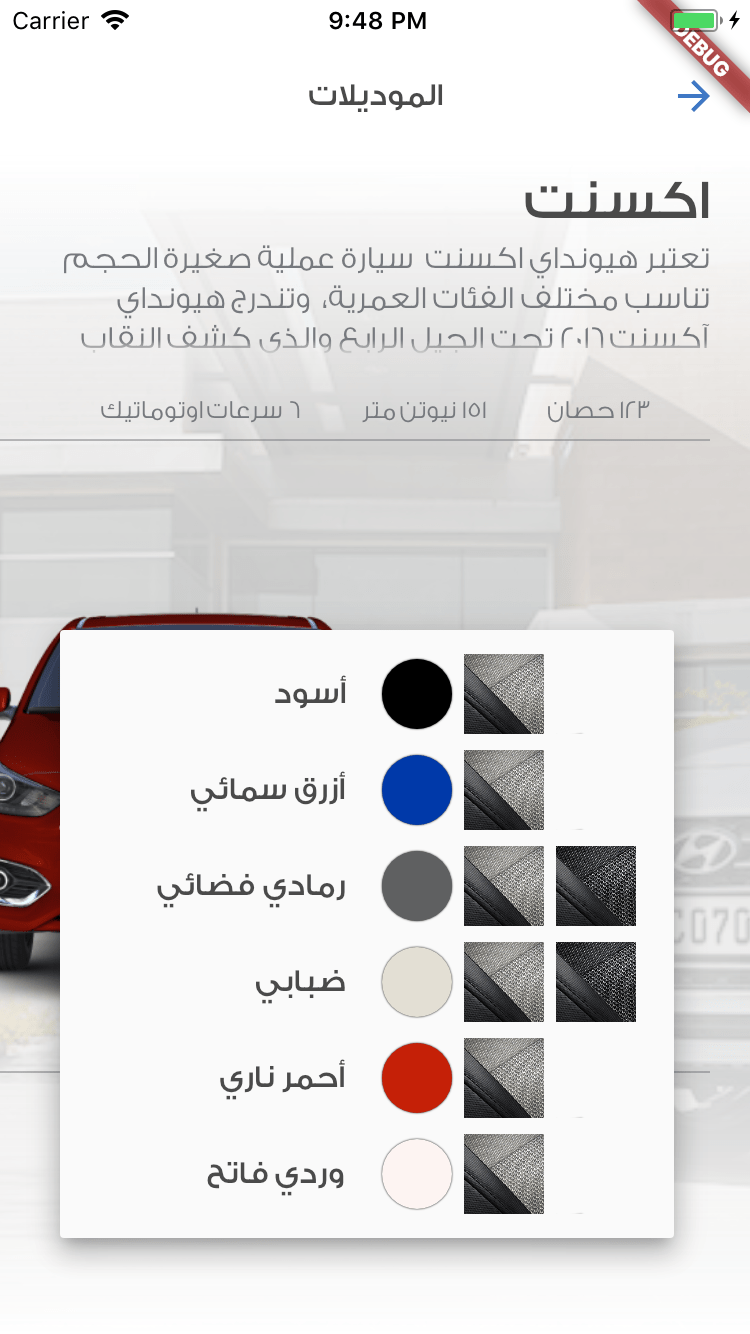 Carrier
9:48 PM
DEBUG
الموديلات
اكسنت
تعتبر هيونداي اكسنت سيارة عملية صغيرة الحجم
تناسب مختلف الفئات العمرية، وتندرج هيونداي
آكسنت ٢٠١٦ تحت الجيل الرابع والذي كشف النقاب
١٢٣ حصان
١٥١ نيوتن متر
٦ سرعات اوتوماتيك
أسود
أزرق سمائي
رمادي فضائي
ضبابي
أحمر ناري
وردي فاتح
C070